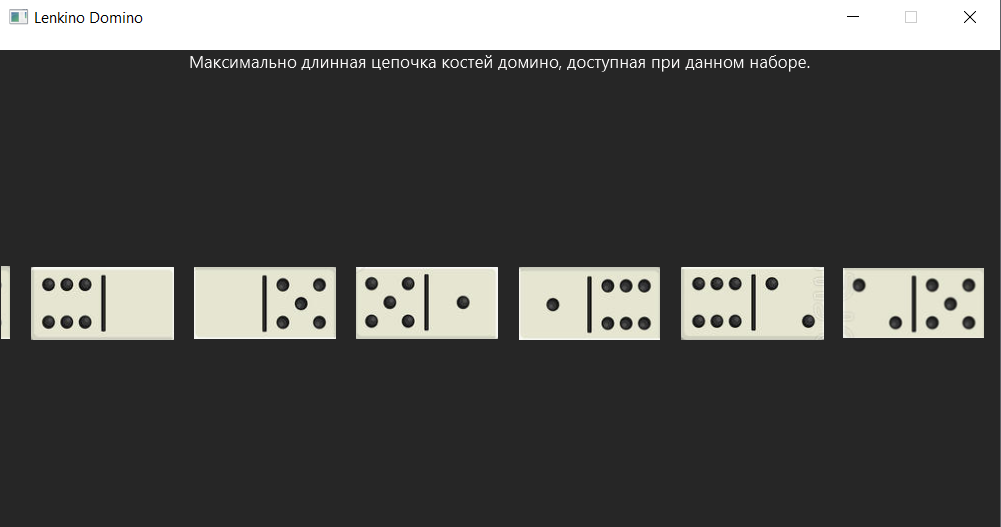 Lenkino Domino
Максимально длинная цепочка костей домино, доступная при данном наборе.